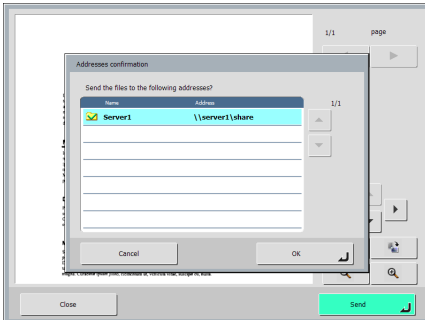 1/1 page
Addresses confirmation
Send the files to the following addresses?
Name Address
1/1
Server1 \\server1\share
Cancel OK
Close Send